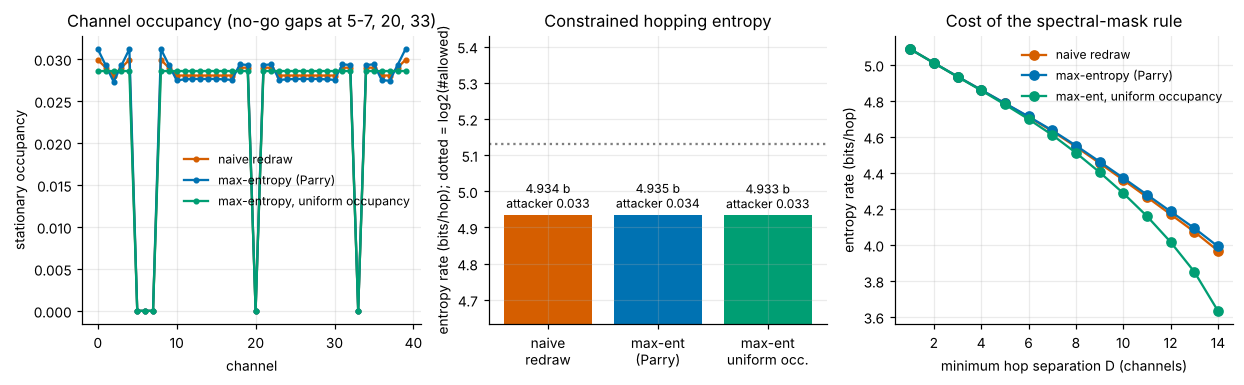 Channel occupancy (no-go gaps at 5-7, 20, 33)
stationary occupancy
0.030
0.025
0.020
0.015
0.010
0.005
0.000
naive redraw
max-entropy (Parry)
max-entropy, uniform occupancy
0
10
20
30
40
channel
Constrained hopping entropy
entropy rate (bits/hop); dotted = log2(#allowed)
5.4
5.3
5.2
5.1
5.0
4.9
4.8
4.7
4.934 b
attacker 0.033
4.935 b
attacker 0.034
4.933 b
attacker 0.033
naive
redraw
max-ent
(Parry)
max-ent
uniform occ.
Cost of the spectral-mask rule
entropy rate (bits/hop)
5.0
4.8
4.6
4.4
4.2
4.0
3.8
3.6
naive redraw
max-entropy (Parry)
max-ent, uniform occupancy
2
4
6
8
10
12
14
minimum hop separation D (channels)